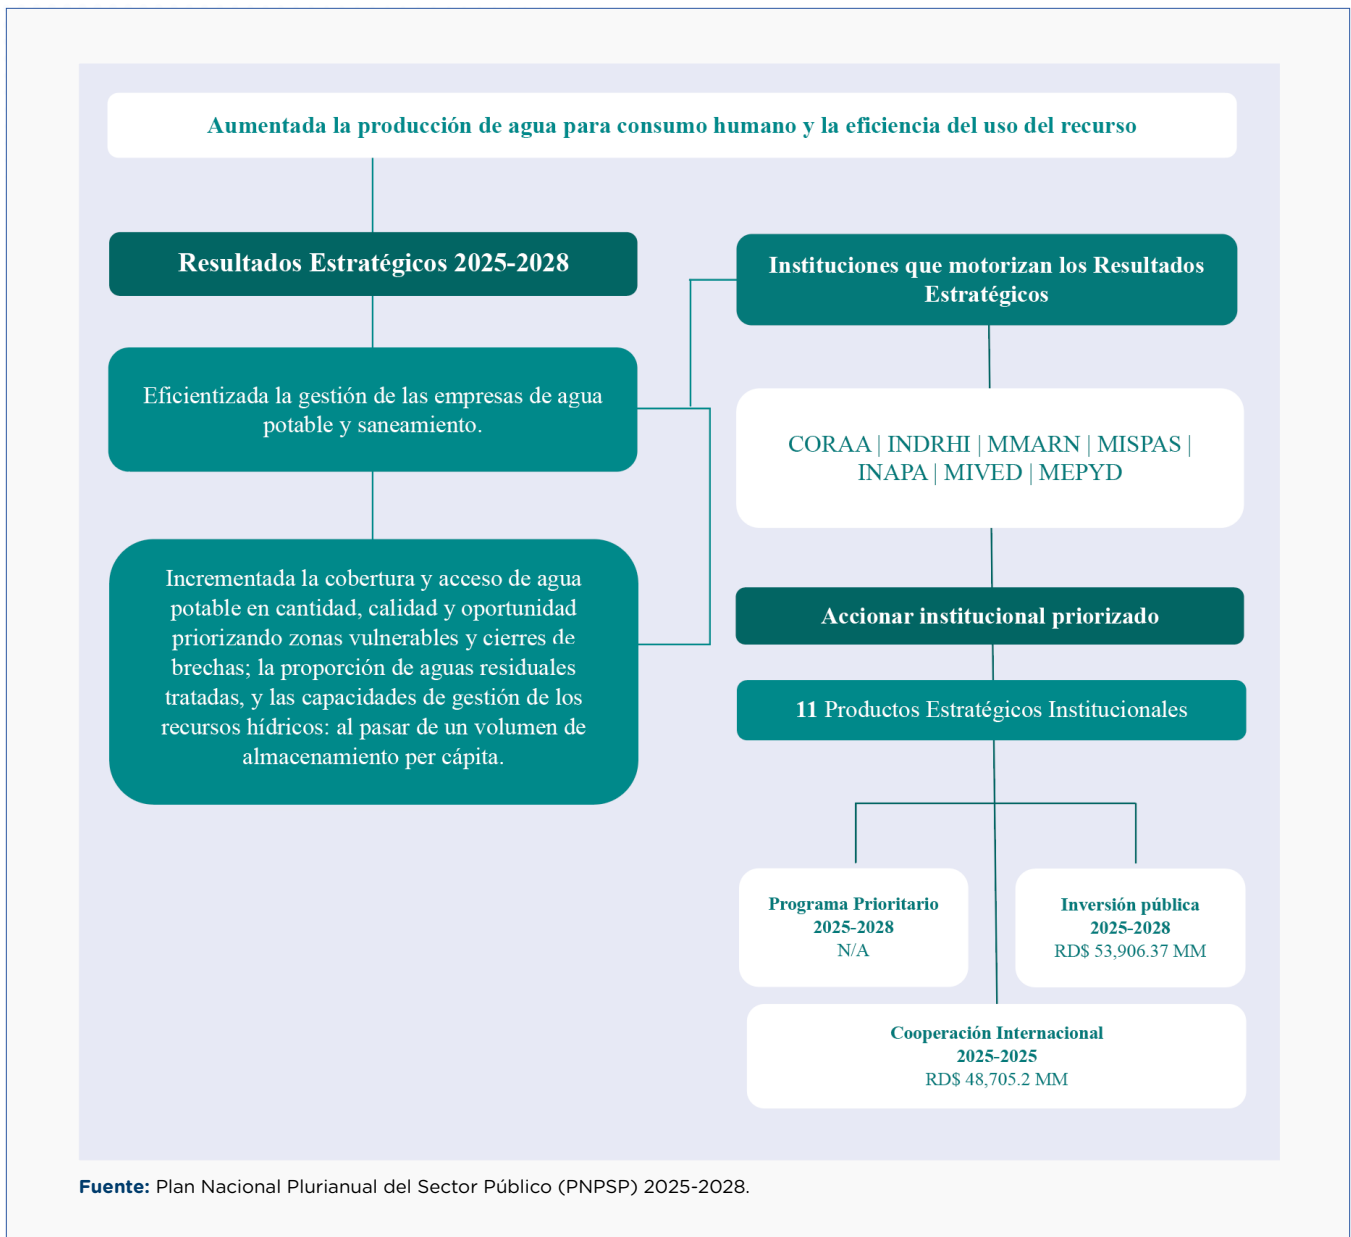 Aumentada la producción de agua para consumo humano y la eficiencia del uso del recurso
Resultados Estratégicos 2025-2028
Eficientizada la gestión de las empresas de agua
potable y saneamiento.
Incrementada la cobertura y acceso de agua
potable en cantidad, calidad y oportunidad
priorizando zonas vulnerables y cierres de
brechas; la proporción de aguas residuales
tratadas, y las capacidades de gestión de los
recursos hídricos: al pasar de un volumen de
almacenamiento per cápita.
Instituciones que motorizan los Resultados
Estratégicos
CORAA | INDRHI | MMARN | MISPAS |
INAPA | MIVED | MEPYD
Accionar institucional priorizado
11 Productos Estratégicos Institucionales
Programa Prioritario
2025-2028
N/A
Inversión pública
2025-2028
RD$ 53,906.37 MM
Cooperación Internacional
2025-2025
RD$ 48,705.2 MM
Fuente: Plan Nacional Plurianual del Sector Público (PNPSP) 2025-2028.